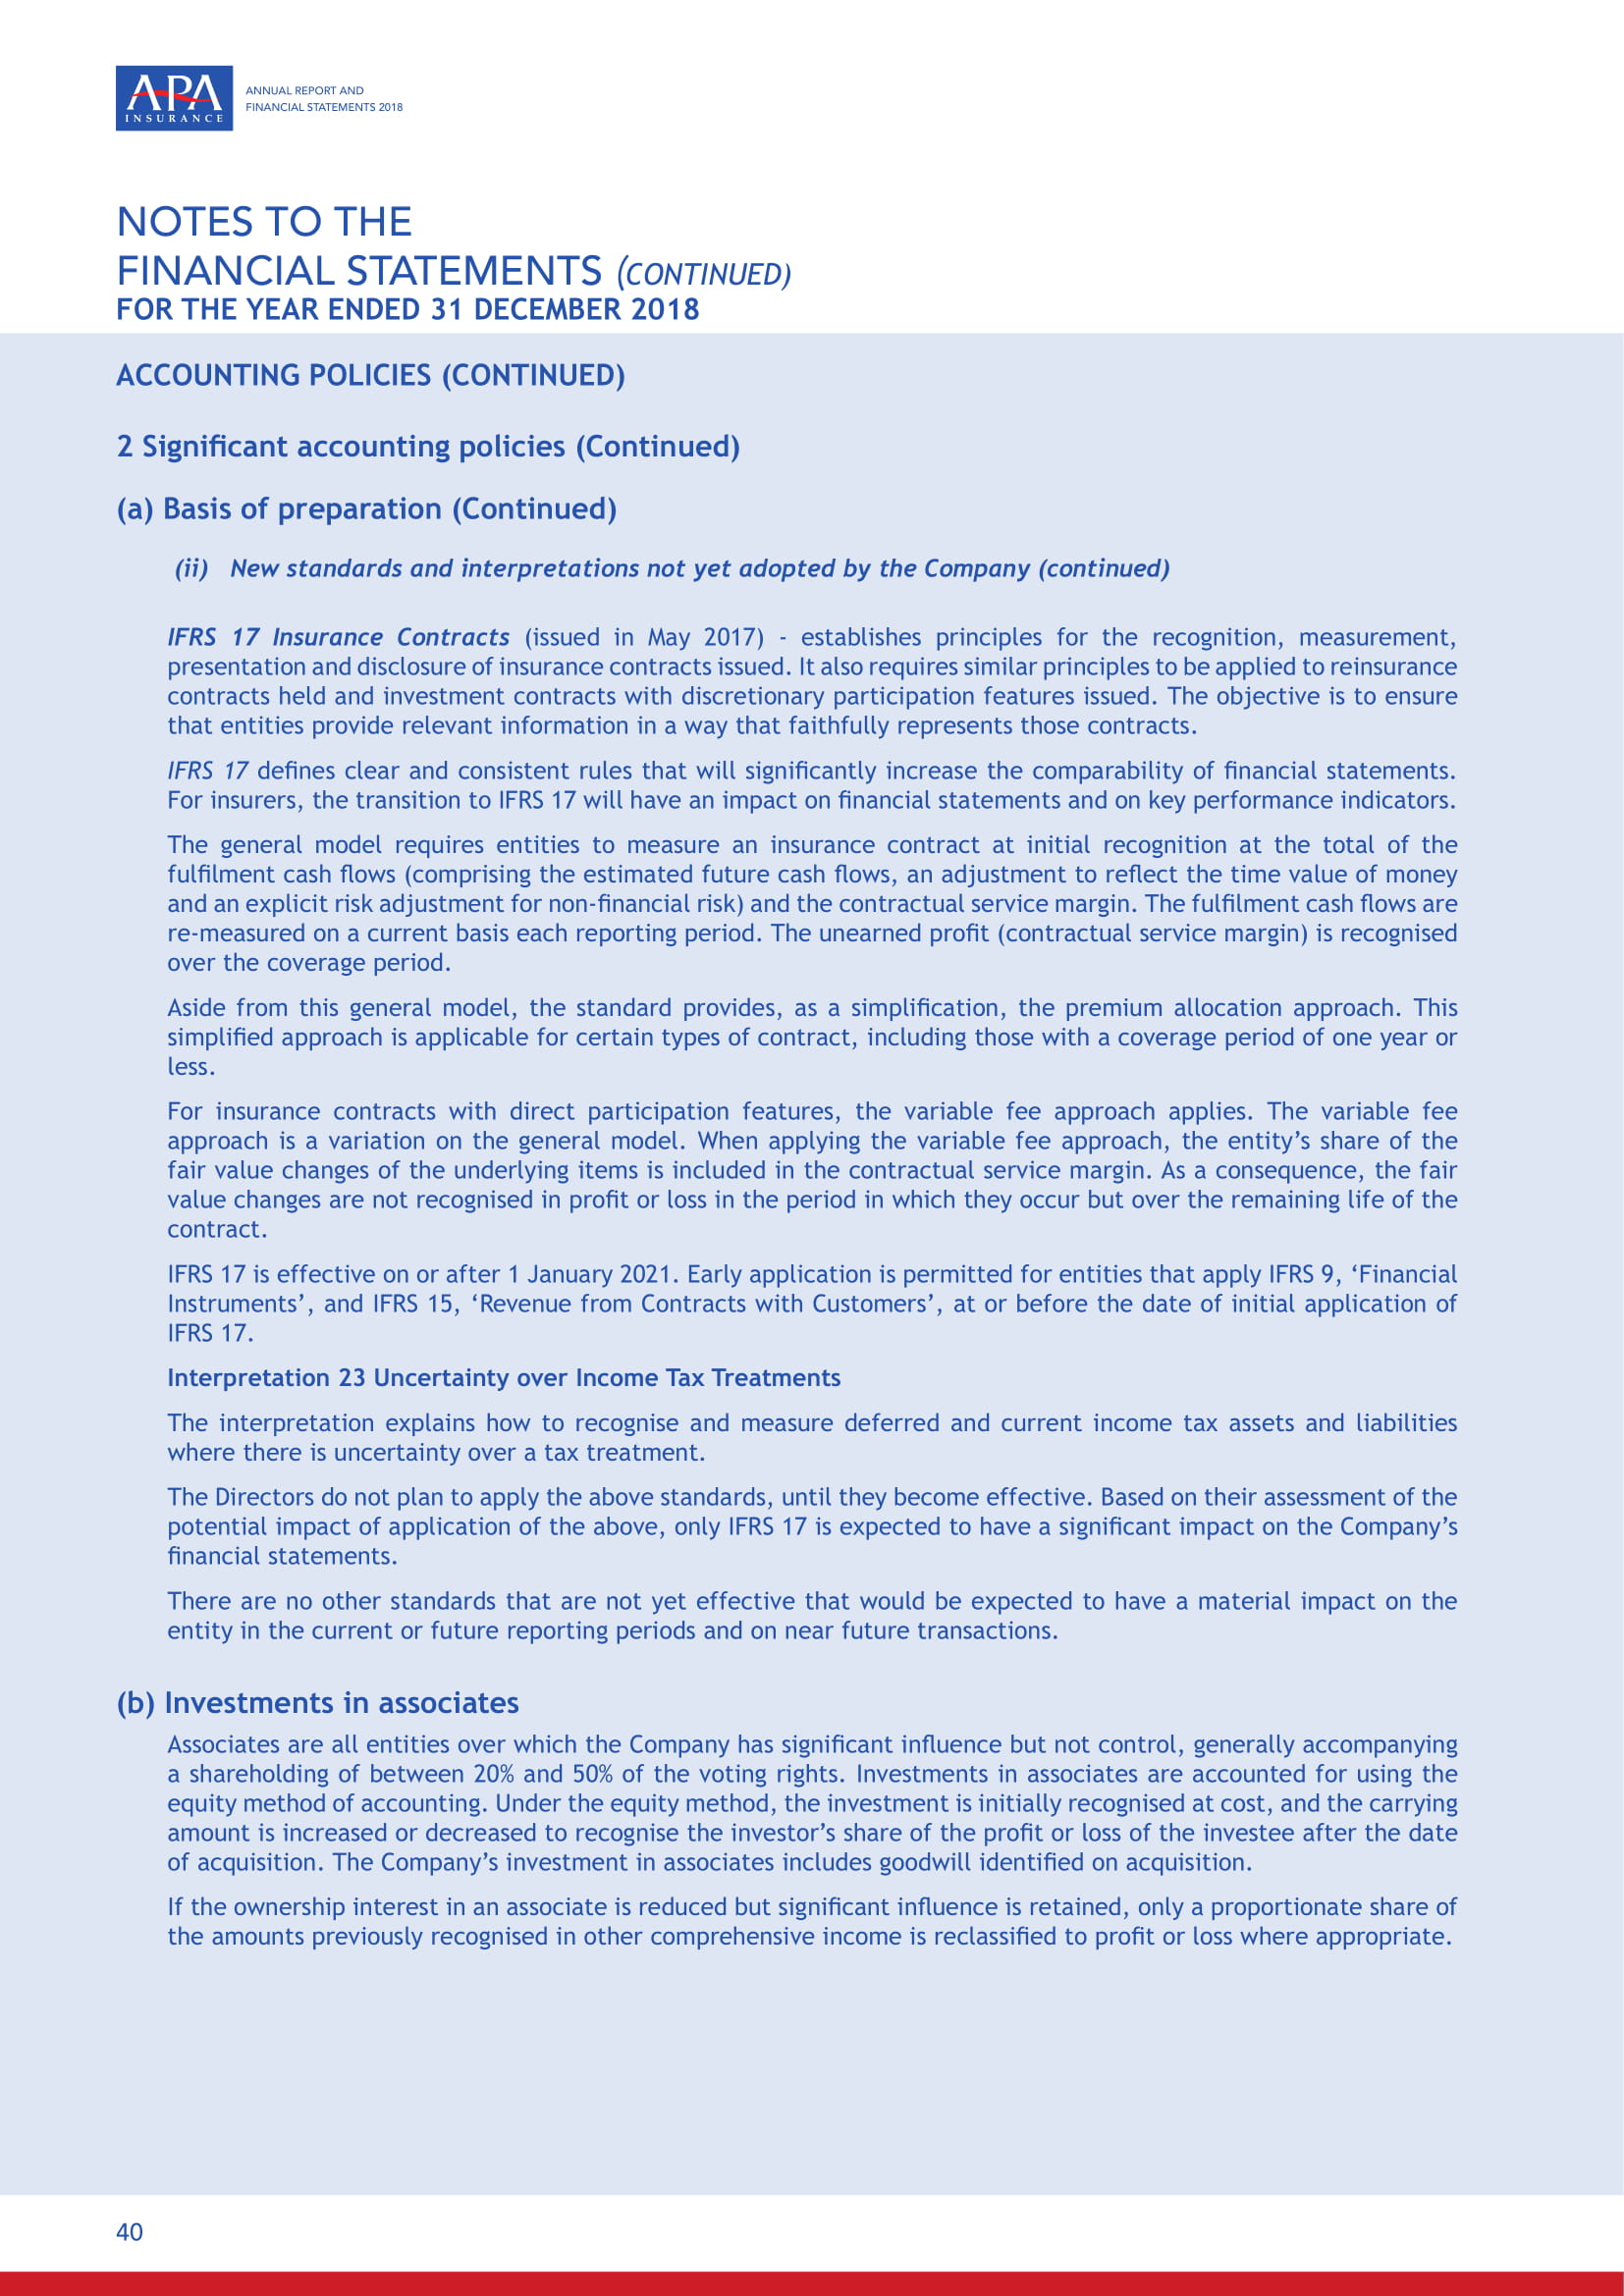 APA
INSURANCE
ANNUAL REPORT AND
FINANCIAL STATEMENTS 2018
NOTES TO THE
FINANCIAL STATEMENTS (CONTINUED)
FOR THE YEAR ENDED 31 DECEMBER 2018
ACCOUNTING POLICIES (CONTINUED)
2 Significant accounting policies (Continued)
(a) Basis of preparation (Continued)
(ii) New standards and interpretations not yet adopted by the Company (continued)
IFRS 17 Insurance Contracts (issued in May 2017) - establishes principles for the recognition, measurement,
presentation and disclosure of insurance contracts issued. It also requires similar principles to be applied to reinsurance
contracts held and investment contracts with discretionary participation features issued. The objective is to ensure
that entities provide relevant information in a way that faithfully represents those contracts.
IFRS 17 defines clear and consistent rules that will significantly increase the comparability of financial statements.
For insurers, the transition to IFRS 17 will have an impact on financial statements and on key performance indicators.
The general model requires entities to measure an insurance contract at initial recognition at the total of the
fulfilment cash flows (comprising the estimated future cash flows, an adjustment to reflect the time value of money
and an explicit risk adjustment for non-financial risk) and the contractual service margin. The fulfilment cash flows are
re-measured on a current basis each reporting period. The unearned profit (contractual service margin) is recognised
over the coverage period.
Aside from this general model, the standard provides, as a simplification, the premium allocation approach. This
simplified approach is applicable for certain types of contract, including those with a coverage period of one year or
less.
For insurance contracts with direct participation features, the variable fee approach applies. The variable fee
approach is a variation on the general model. When applying the variable fee approach, the entity’s share of the
fair value changes of the underlying items is included in the contractual service margin. As a consequence, the fair
value changes are not recognised in profit or loss in the period in which they occur but over the remaining life of the
contract.
IFRS 17 is effective on or after 1 January 2021. Early application is permitted for entities that apply IFRS 9, ‘Financial
Instruments’, and IFRS 15, ‘Revenue from Contracts with Customers’, at or before the date of initial application of
IFRS 17.
Interpretation 23 Uncertainty over Income Tax Treatments
The interpretation explains how to recognise and measure deferred and current income tax assets and liabilities
where there is uncertainty over a tax treatment.
The Directors do not plan to apply the above standards, until they become effective. Based on their assessment of the
potential impact of application of the above, only IFRS 17 is expected to have a significant impact on the Company’s
financial statements.
There are no other standards that are not yet effective that would be expected to have a material impact on the
entity in the current or future reporting periods and on near future transactions.
(b) Investments in associates
Associates are all entities over which the Company has significant influence but not control, generally accompanying
a shareholding of between 20% and 50% of the voting rights. Investments in associates are accounted for using the
equity method of accounting. Under the equity method, the investment is initially recognised at cost, and the carrying
amount is increased or decreased to recognise the investor’s share of the profit or loss of the investee after the date
of acquisition. The Company’s investment in associates includes goodwill identified on acquisition.
If the ownership interest in an associate is reduced but significant influence is retained, only a proportionate share of
the amounts previously recognised in other comprehensive income is reclassified to profit or loss where appropriate.
40